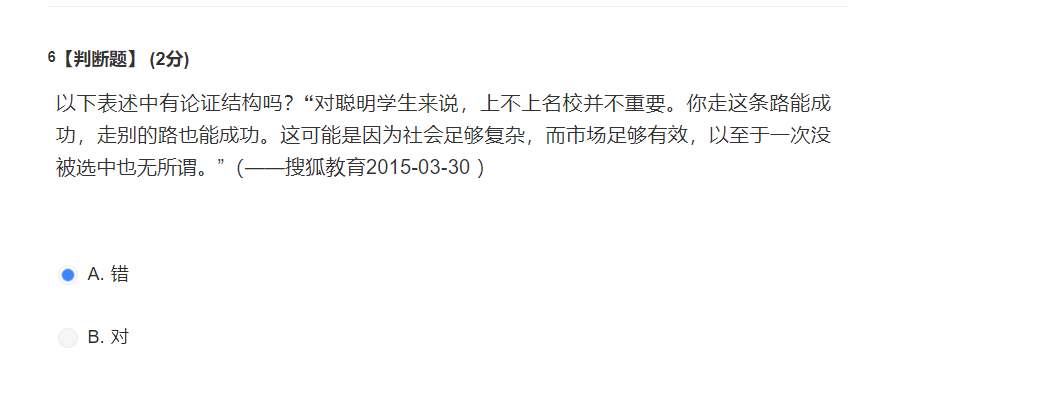 6【判断题】 (2分)
以下表述中有论证结构吗？“对聪明学生来说，上不上名校并不重要。你走这条路能成
功，走别的路也能成功。这可能是因为社会足够复杂，而市场足够有效，以至于一次没
被选中也无所谓。”（——搜狐教育2015-03-30 ）
A. 错
B. 对